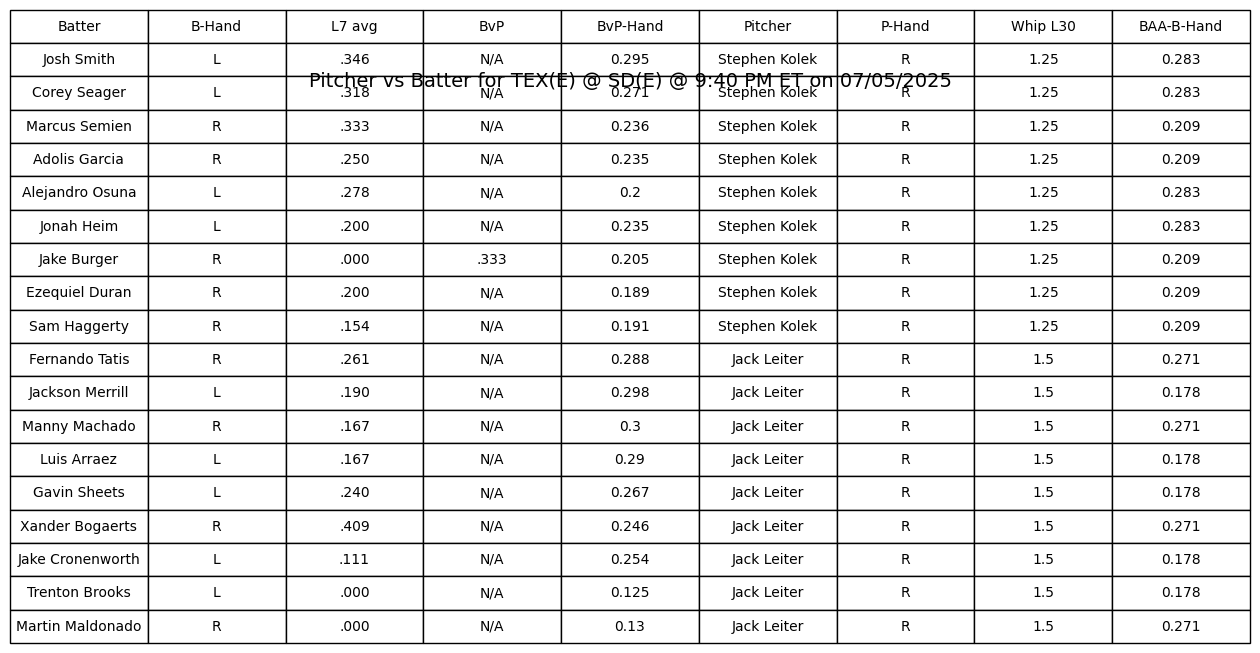 Batter B-Hand L7 avg BvP BvP-Hand Pitcher P-Hand Whip L30 BAA-B-Hand
Josh Smith L .346 N/A 0.295 Stephen Kolek R 1.25 0.283
Pitcher vs Batter for TEX(E) @ SD(E) @ 9:40 PM ET on 07/05/2025
Corey Seager L .318 N/A 0.271 Stephen Kolek R 1.25 0.283
Marcus Semien R .333 N/A 0.236 Stephen Kolek R 1.25 0.209
Adolis Garcia R .250 N/A 0.235 Stephen Kolek R 1.25 0.209
Alejandro Osuna L .278 N/A 0.2 Stephen Kolek R 1.25 0.283
Jonah Heim L .200 N/A 0.235 Stephen Kolek R 1.25 0.283
Jake Burger R .000 .333 0.205 Stephen Kolek R 1.25 0.209
Ezequiel Duran R .200 N/A 0.189 Stephen Kolek R 1.25 0.209
Sam Haggerty R .154 N/A 0.191 Stephen Kolek R 1.25 0.209
Fernando Tatis R .261 N/A 0.288 Jack Leiter R 1.5 0.271
Jackson Merrill L .190 N/A 0.298 Jack Leiter R 1.5 0.178
Manny Machado R .167 N/A 0.3 Jack Leiter R 1.5 0.271
Luis Arraez L .167 N/A 0.29 Jack Leiter R 1.5 0.178
Gavin Sheets L .240 N/A 0.267 Jack Leiter R 1.5 0.178
Xander Bogaerts R .409 N/A 0.246 Jack Leiter R 1.5 0.271
Jake Cronenworth L .111 N/A 0.254 Jack Leiter R 1.5 0.178
Trenton Brooks L .000 N/A 0.125 Jack Leiter R 1.5 0.178
Martin Maldonado R .000 N/A 0.13 Jack Leiter R 1.5 0.271